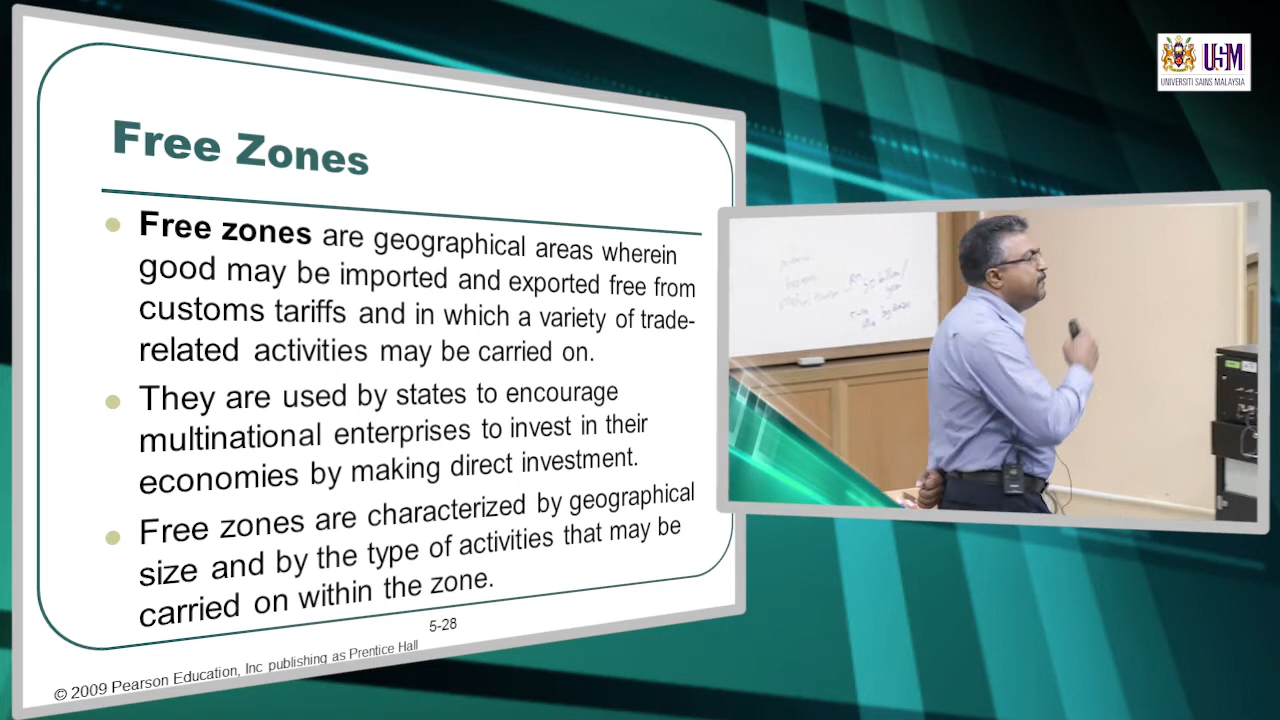 Free Zones
Free zones are geographical areas wherein
good may be imported and exported free from
customs tariffs and in which a variety of trade-
related activities may be carried on.
They are used by states to encourage
multinational enterprises to invest in their
economies by making direct investment.
Free zones are characterized by geographical
size and by the type of activities that may be
carried on within the zone.
5-28
© 2009 Pearson Education, Inc publishing as Prentice Hall
USM
UNIVERSITI SAINS MALAYSIA